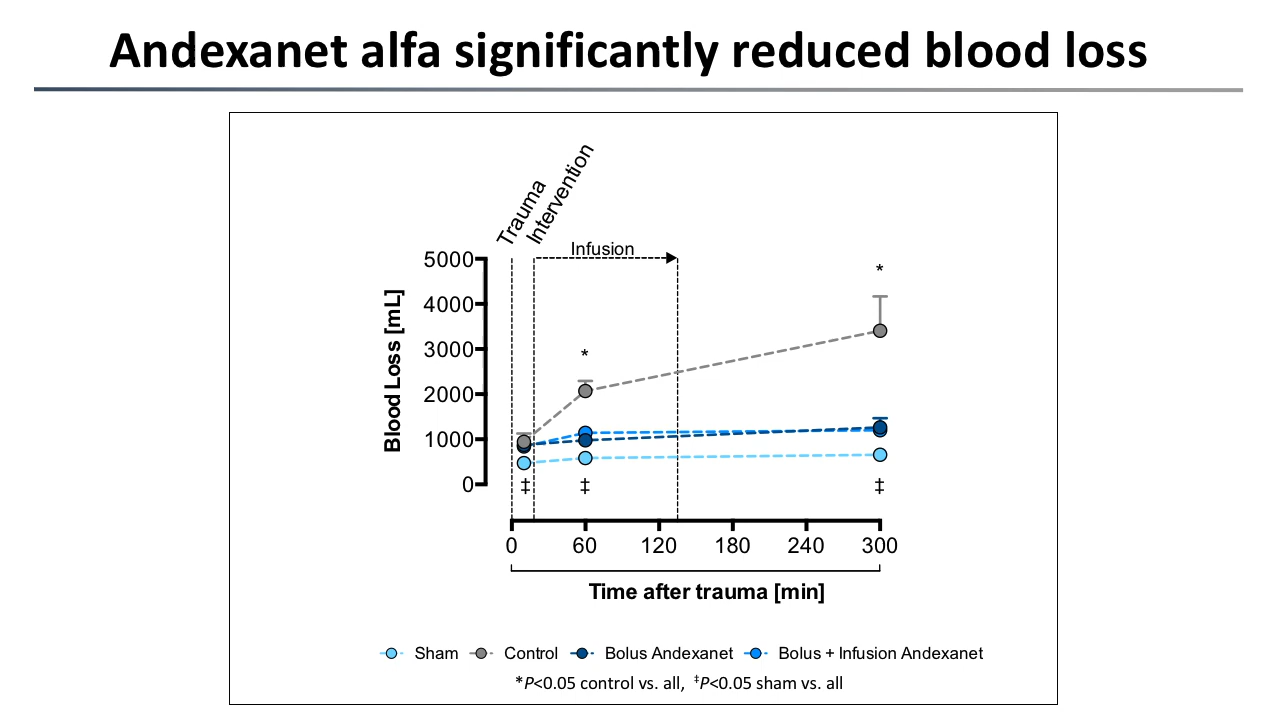 Andexanet alfa significantly reduced blood loss
Trauma
Intervention
Infusion
5000
4000
3000
2000
1000
0
Blood Loss [mL]
*
*
‡
‡
‡
0 60 120 180 240 300
Time after trauma [min]
Sham Control Bolus Andexanet Bolus + Infusion Andexanet
*P<0.05 control vs. all, ‡P<0.05 sham vs. all